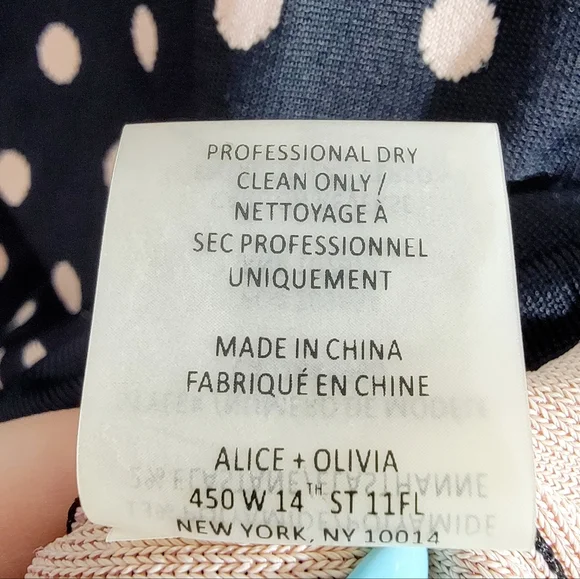 PROFESSIONAL DRY
CLEAN ONLY /
NETTOYAGE À
SEC PROFESSIONNEL
UNIQUEMENT
MADE IN CHINA
FABRIQUÉ EN CHINE
ALICE + OLIVIA
450 W 14TH ST 11FL
NEW YORK, NY 10014